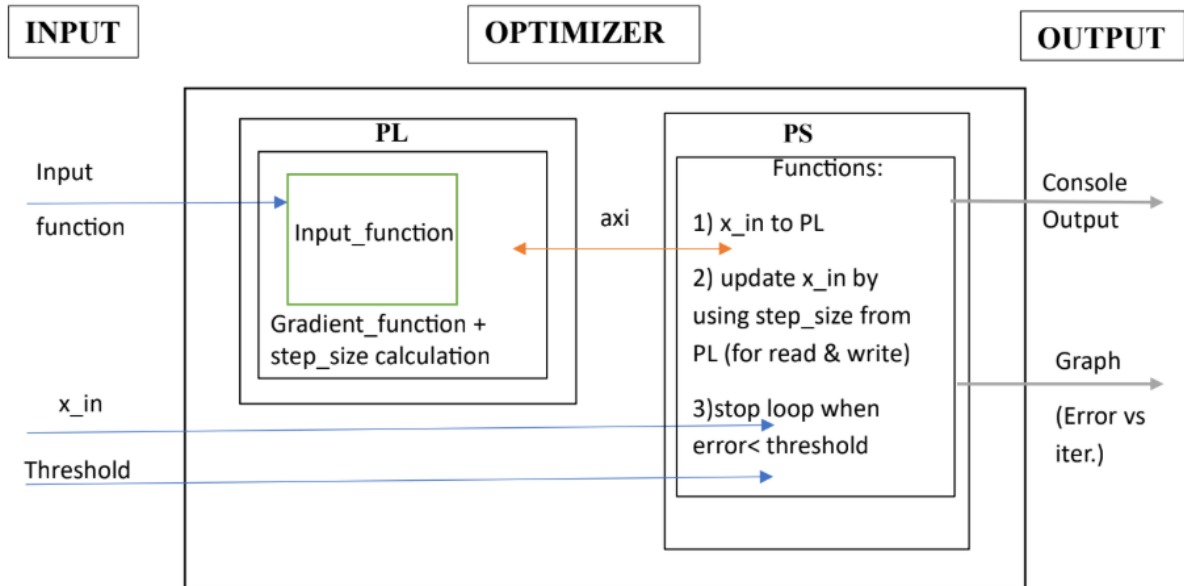 INPUT
OPTIMIZER
OUTPUT
PL
PS
Input
function
Input_function
Gradient_function +
step_size calculation
axi
Functions:
1) x_in to PL
2) update x_in by
using step_size from
PL (for read & write)
3)stop loop when
error< threshold
x_in
Threshold
Console
Output
Graph
(Error vs
iter.)